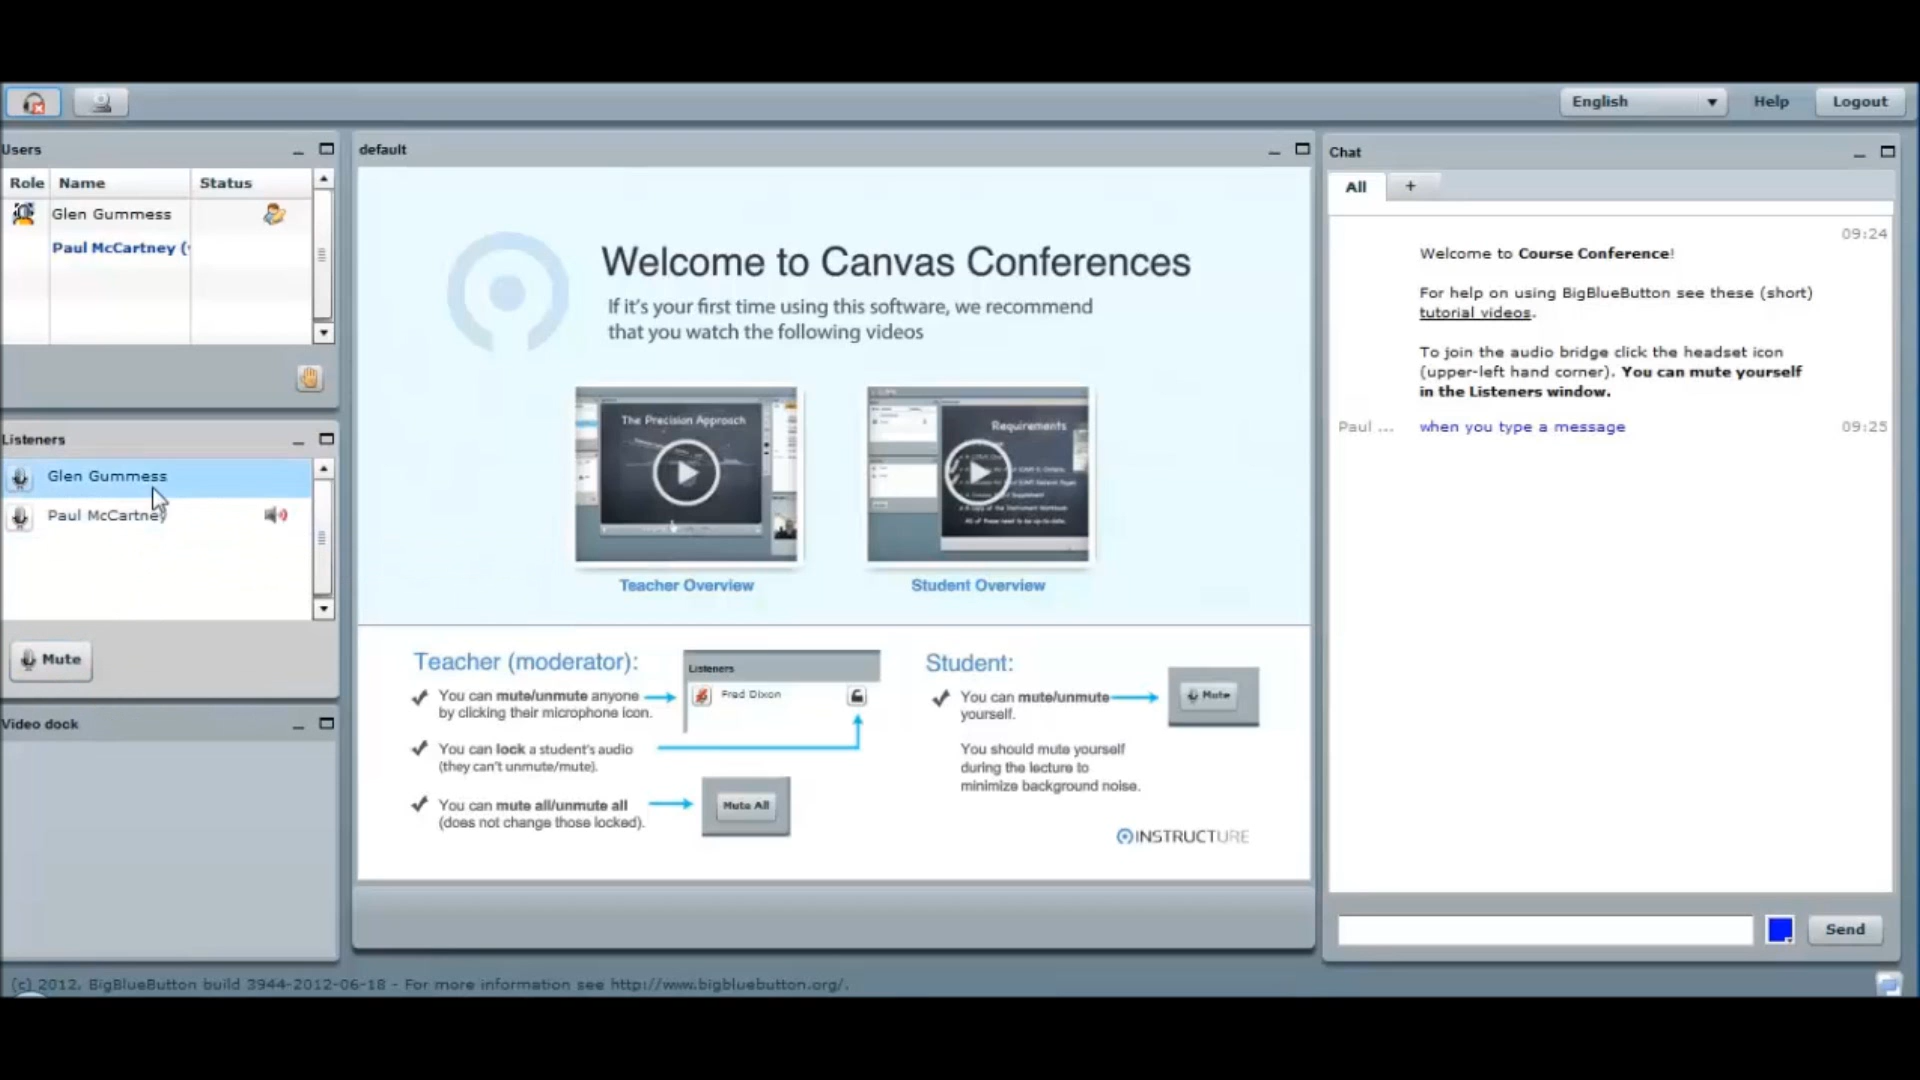 English
Help
Logout
Users
Role Name Status
Glen Gummess
Paul McCartney (
Listeners
Glen Gummess
Paul McCartney
Mute
Video dock
default
Welcome to Canvas Conferences
If it's your first time using this software, we recommend
that you watch the following videos
The Precision Approach
Requirements
Teacher Overview
Student Overview
Teacher (moderator):
You can mute/unmute anyone
by clicking their microphone icon.
You can lock a student's audio
(they can't unmute/mute).
You can mute all/unmute all
(does not change those locked).
Listeners
Fred Dixon
Mute All
Student:
You can mute/unmute
yourself.
You should mute yourself
during the lecture to
minimize background noise.
Mute
INSTRUCTURE
Chat
All +
09:24
Welcome to Course Conference!
For help on using BigBlueButton see these (short)
tutorial videos.
To join the audio bridge click the headset icon
(upper-left hand corner). You can mute yourself
in the Listeners window.
Paul ... when you type a message 09:25
Send
(c) 2012. BigBlueButton build 3944-2012-06-18 - For more information see http://www.bigbluebutton.org/.